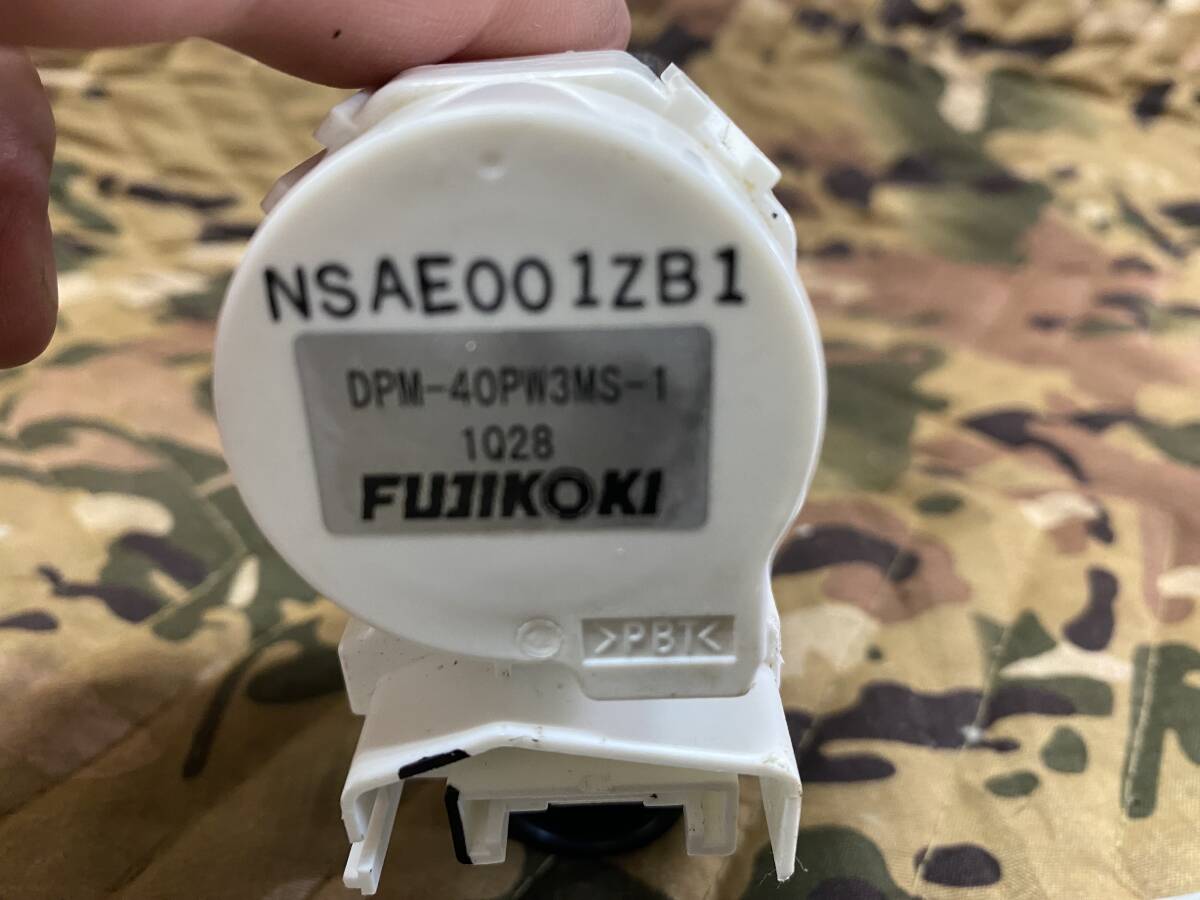 NSAE001ZB1
DPM-40PW3MS-1
1Q28
FUJIKOKI
>PBT<